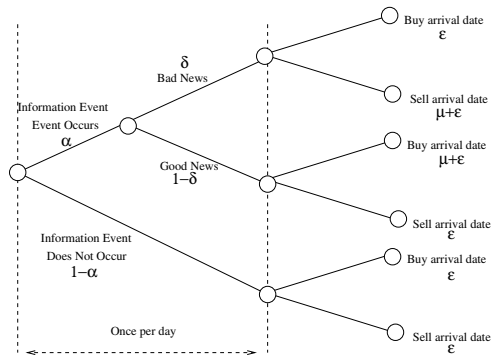 Buy arrival date
ε
δ
Bad News
Sell arrival date
μ+ε
Information Event
Event Occurs
α
Buy arrival date
μ+ε
Good News
1−δ
Sell arrival date
ε
Information Event
Does Not Occur
1−α
Buy arrival date
ε
Once per day
Sell arrival date
ε